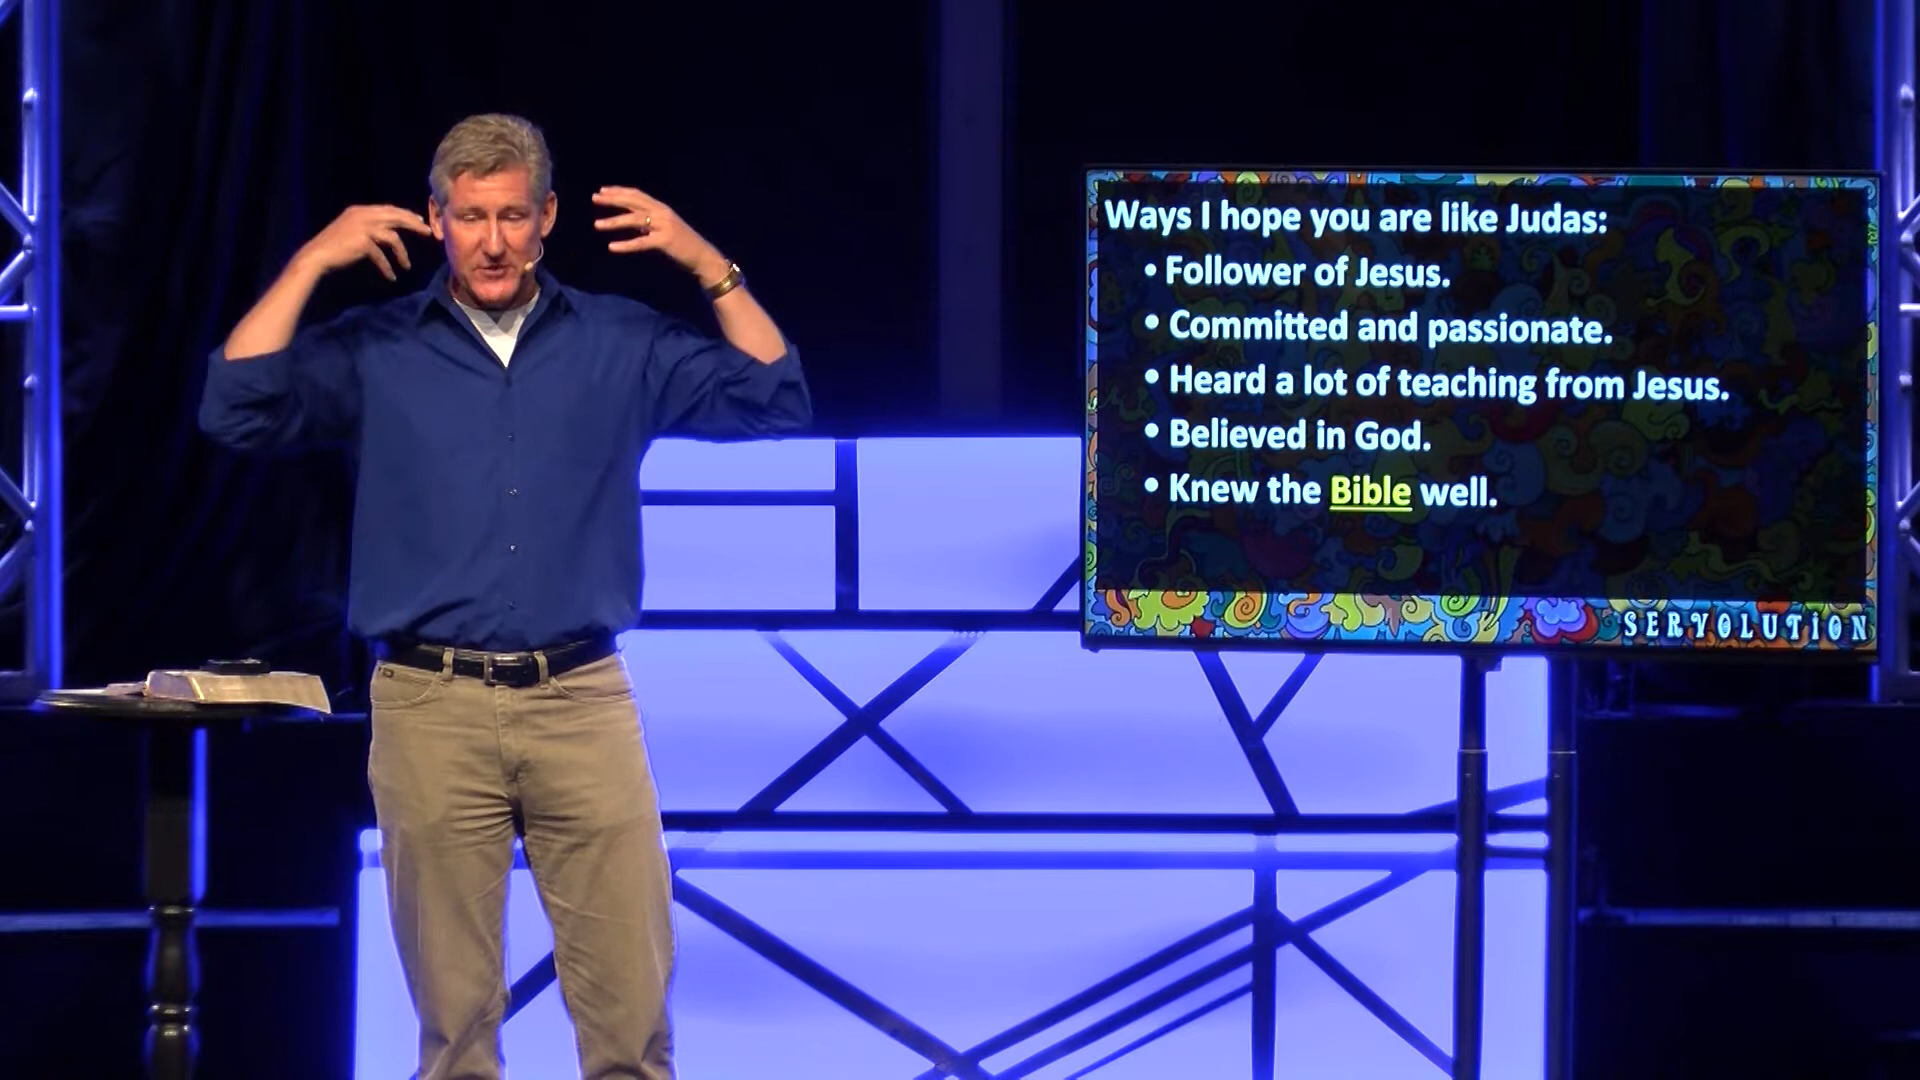 Ways I hope you are like Judas:
• Follower of Jesus.
• Committed and passionate.
• Heard a lot of teaching from Jesus.
• Believed in God.
• Knew the Bible well.
SERVOLUTiON